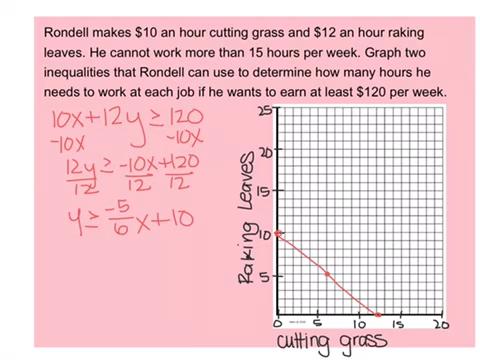 Rondell makes $10 an hour cutting grass and $12 an hour raking
leaves. He cannot work more than 15 hours per week. Graph two
inequalities that Rondell can use to determine how many hours he
needs to work at each job if he wants to earn at least $120 per week.
10x+12y≥120
-10x -10x
12y ≥ -10x+120
12 12 12
y ≥ -5/6 x+10
Raking Leaves
25
20
15
10
5
0 5 10 15 20
cutting grass